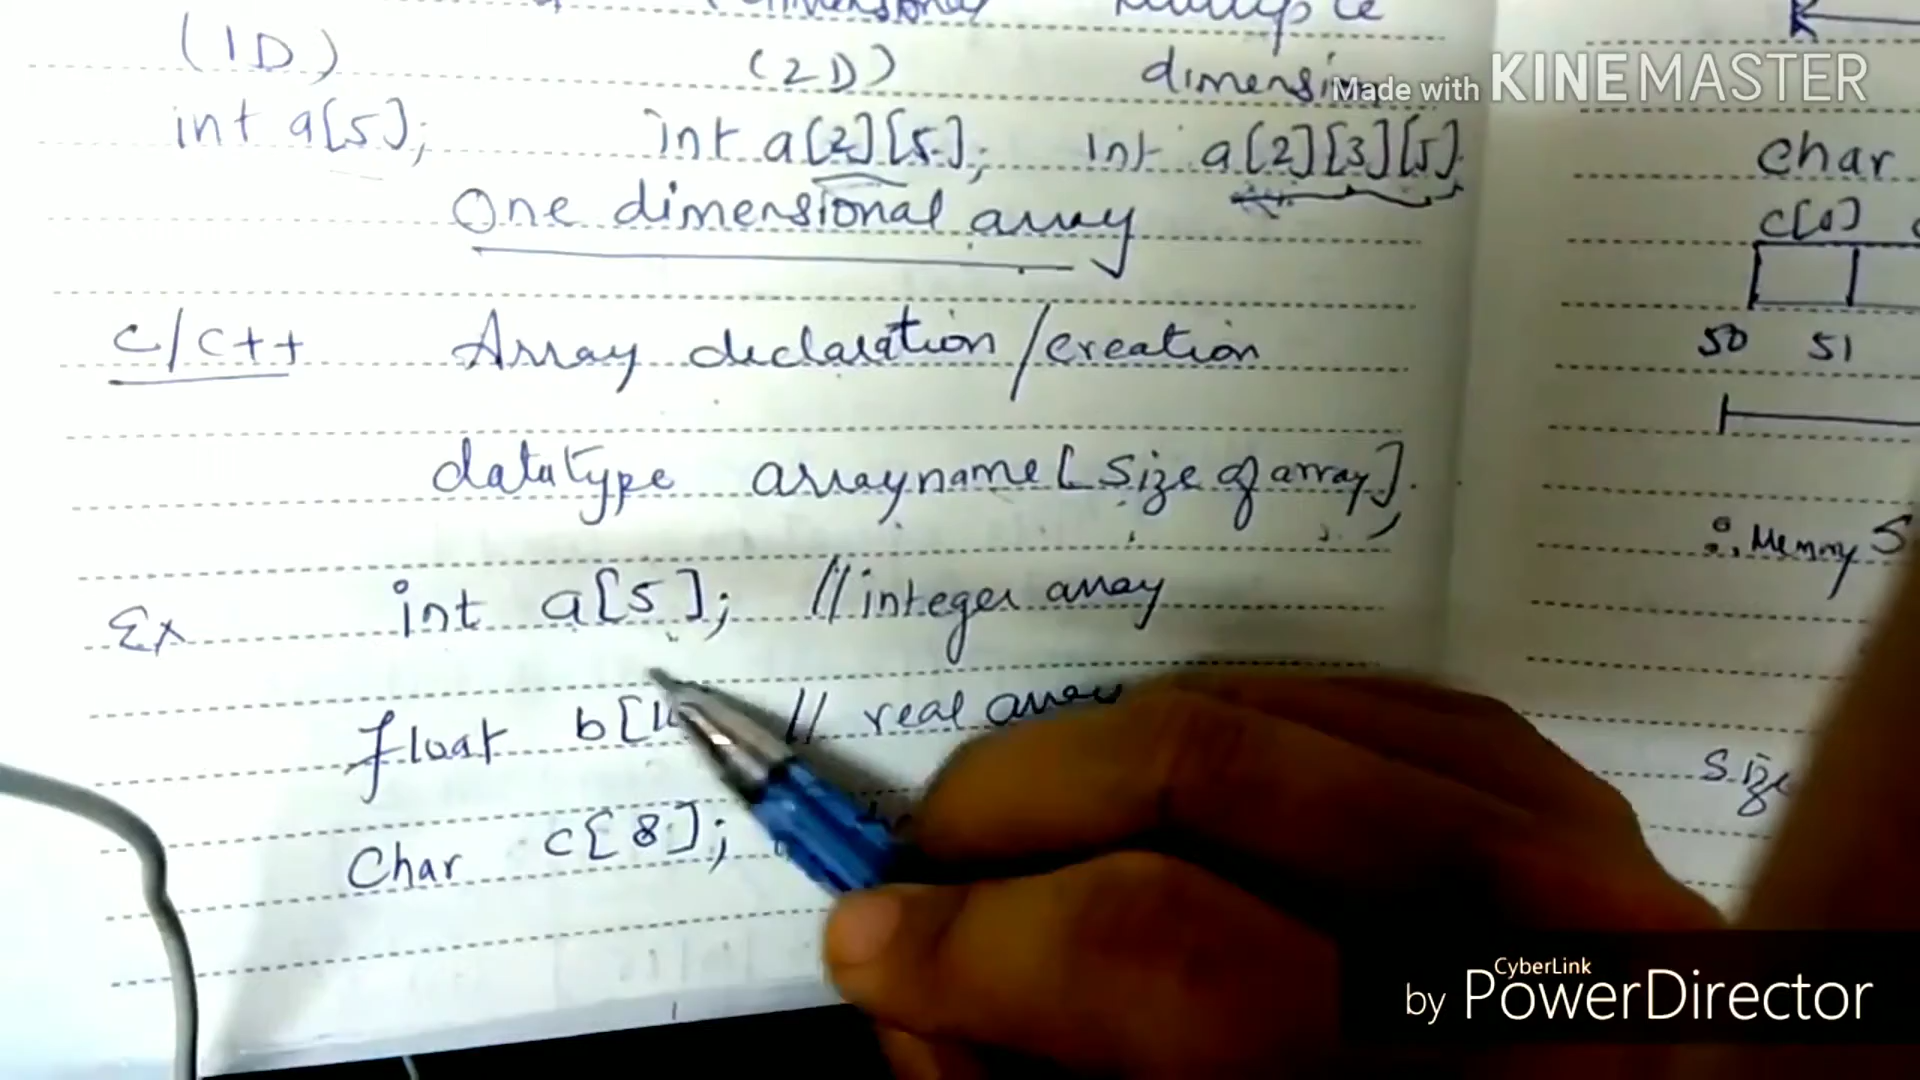 (1D) (2D) dimension
int a[5]; int a[2][5]; int a[2][3][5]
One dimensional array
C/C++ Array declaration/creation
datatype arrayname[size of array];
Ex int a[5]; //integer array
float b[ // real array
Char c[8];
char
c[0]
50 51
∴ Memory S
Made with KINEMASTER
by CyberLink PowerDirector